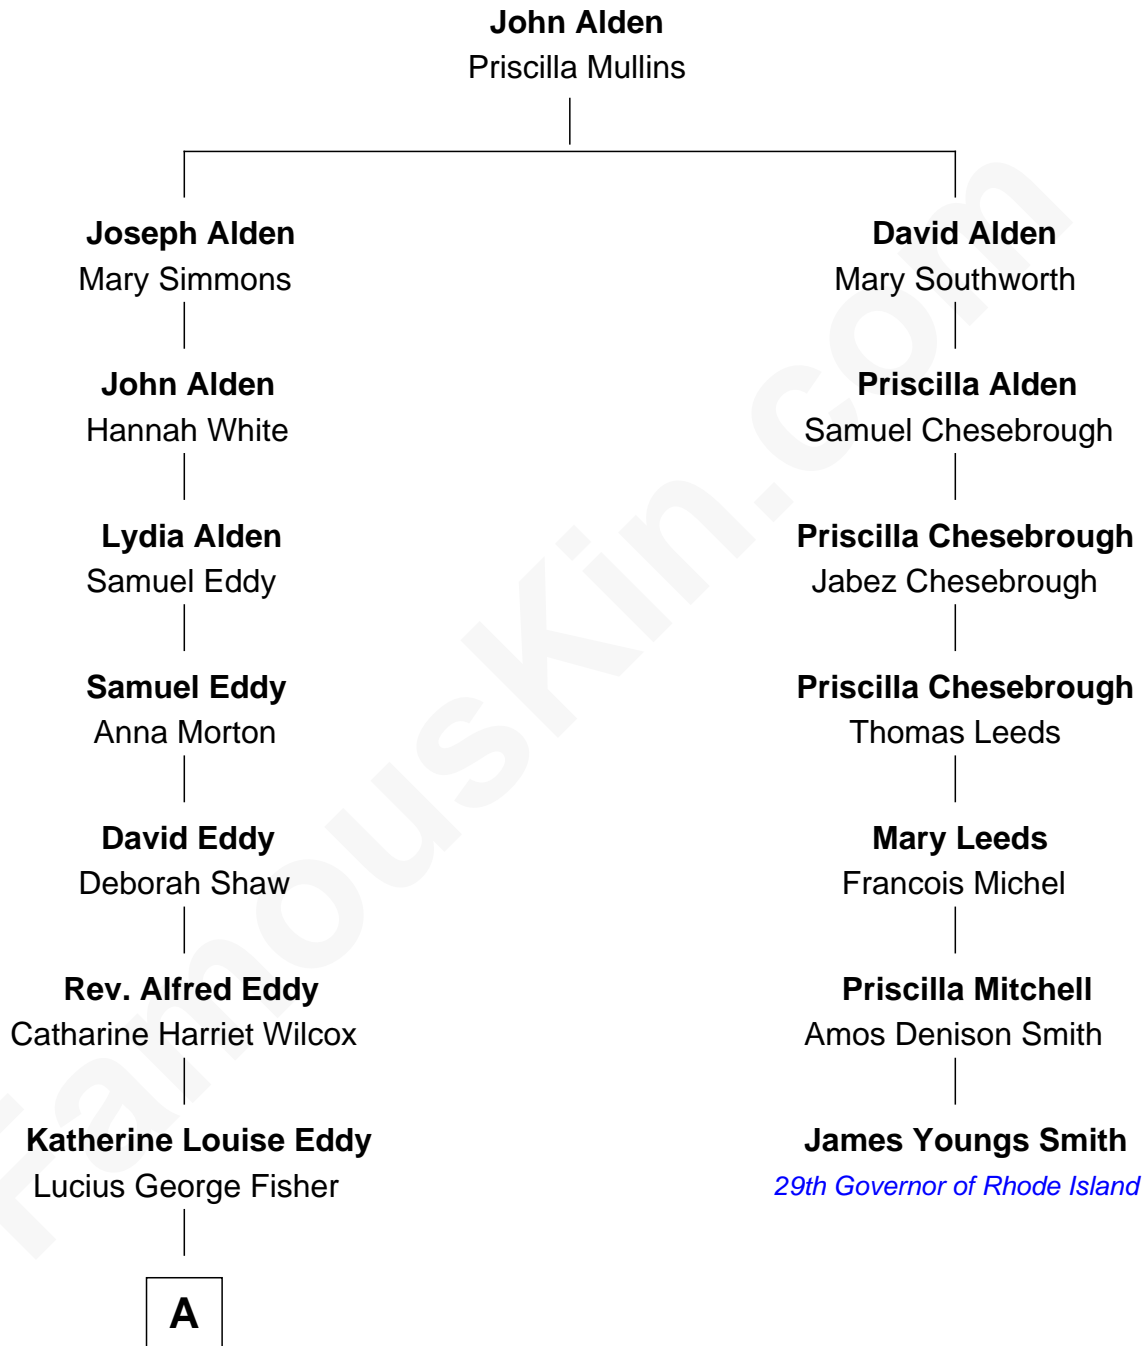 John Alden
Priscilla Mullins
Joseph Alden
Mary Simmons
David Alden
Mary Southworth
John Alden
Hannah White
Priscilla Alden
Samuel Chesebrough
Lydia Alden
Samuel Eddy
Priscilla Chesebrough
Jabez Chesebrough
Samuel Eddy
Anna Morton
Priscilla Chesebrough
Thomas Leeds
David Eddy
Deborah Shaw
Mary Leeds
Francois Michel
Rev. Alfred Eddy
Catharine Harriet Wilcox
Priscilla Mitchell
Amos Denison Smith
Katherine Louise Eddy
Lucius George Fisher
James Youngs Smith
29th Governor of Rhode Island
A
FamousKin.com